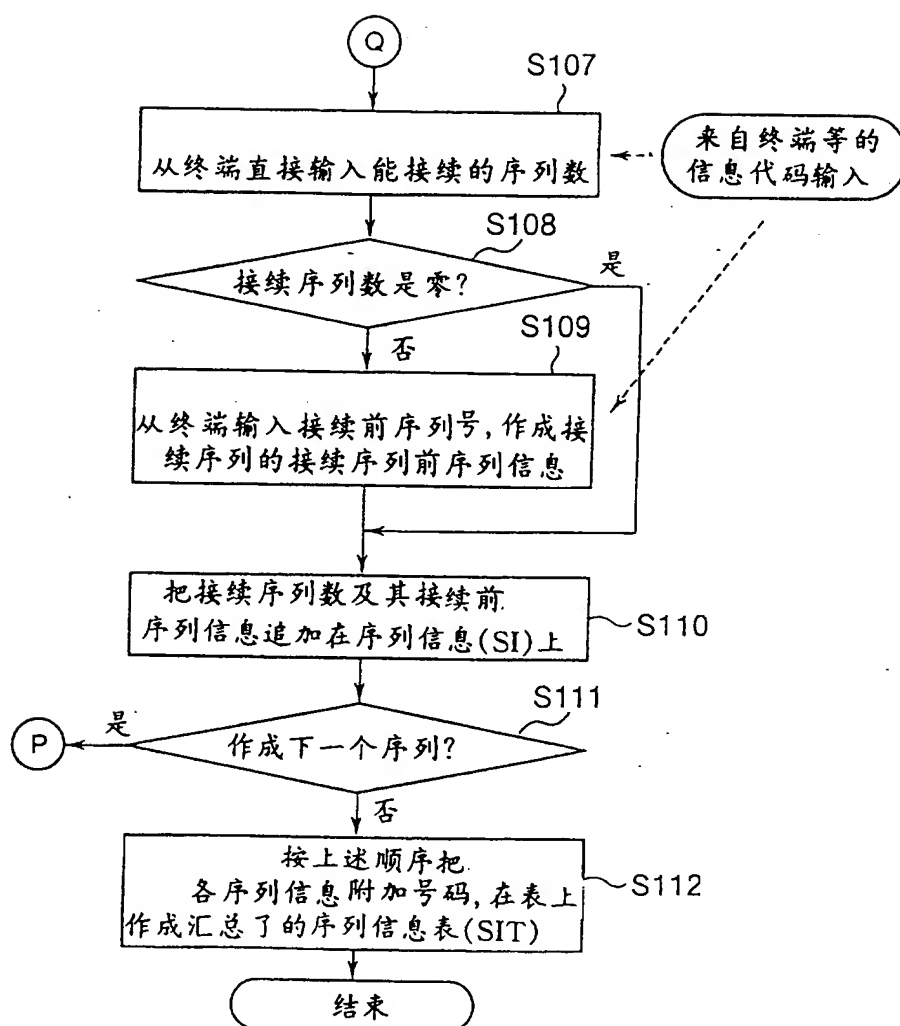 Q
S107
从终端直接输入能接续的序列数
来自终端等的
信息代码输入
S108
接续序列数是零?
是
否
S109
从终端输入接续前序列号,作成接
续序列的接续序列前序列信息
把接续序列数及其接续前
序列信息追加在序列信息(SI)上
S110
S111
作成下一个序列?
是
P
否
按上述顺序把
各序列信息附加号码,在表上
作成汇总了的序列信息表(SIT)
S112
结束